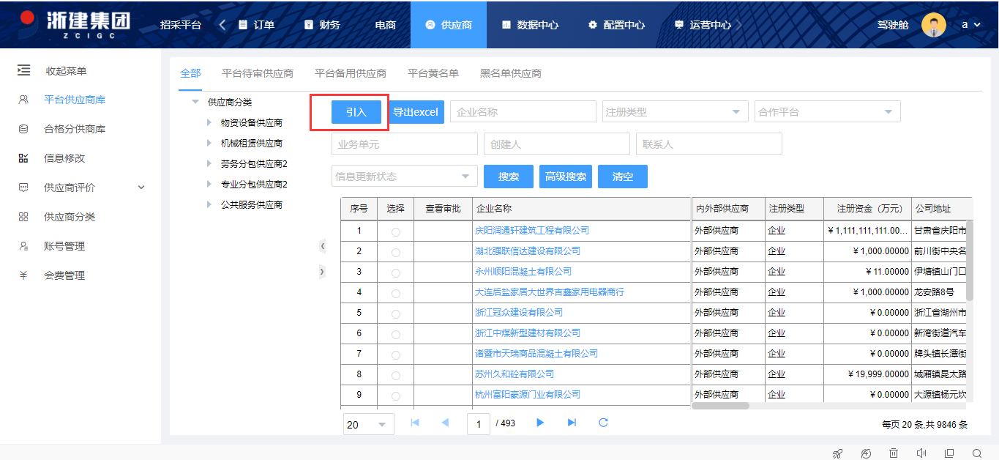 浙建集团
ZCIGC
招采平台 订单 财务 电商 供应商 数据中心 配置中心 运营中心 驾驶舱 a
收起菜单
平台供应商库
合格分供商库
信息修改
供应商评价
供应商分类
账号管理
会费管理
全部 平台待审供应商 平台备用供应商 平台黄名单 黑名单供应商
供应商分类
物资设备供应商
机械租赁供应商
劳务分包供应商2
专业分包供应商2
公共服务供应商
引入 导出excel 企业名称 注册类型 合作平台
业务单元 创建人 联系人
信息更新状态 搜索 高级搜索 清空
序号 选择 查看审批 企业名称 内外部供应商 注册类型 注册资金（万元） 公司地址
1 庆阳润通轩建筑工程有限公司 外部供应商 企业 ¥ 1,111,111,111.00... 甘肃省庆阳市
2 湖北强联信达建设有限公司 外部供应商 企业 ¥ 1,000.00000 前川街中央名
3 永州顺阳混凝土有限公司 外部供应商 企业 ¥ 11.00000 伊塘镇山门口
4 大连后盐家居大世界吉鑫家用电器商行 外部供应商 企业 ¥ 1,000.00000 龙安路8号
5 浙江冠众建设有限公司 外部供应商 企业 ¥ 0.00000 浙江省湖州市
6 浙江中煤新型建材有限公司 外部供应商 企业 ¥ 0.00000 新湾街道汽车
7 诸暨市天瑞商品混凝土有限公司 外部供应商 企业 ¥ 0.00000 牌头镇长潭街
8 苏州久和砼有限公司 外部供应商 企业 ¥ 19,999.00000 城厢镇昆太路
9 杭州富阳豪源门业有限公司 外部供应商 企业 ¥ 0.00000 大源镇杨元坎
20 1 / 493 每页 20 条,共 9846 条